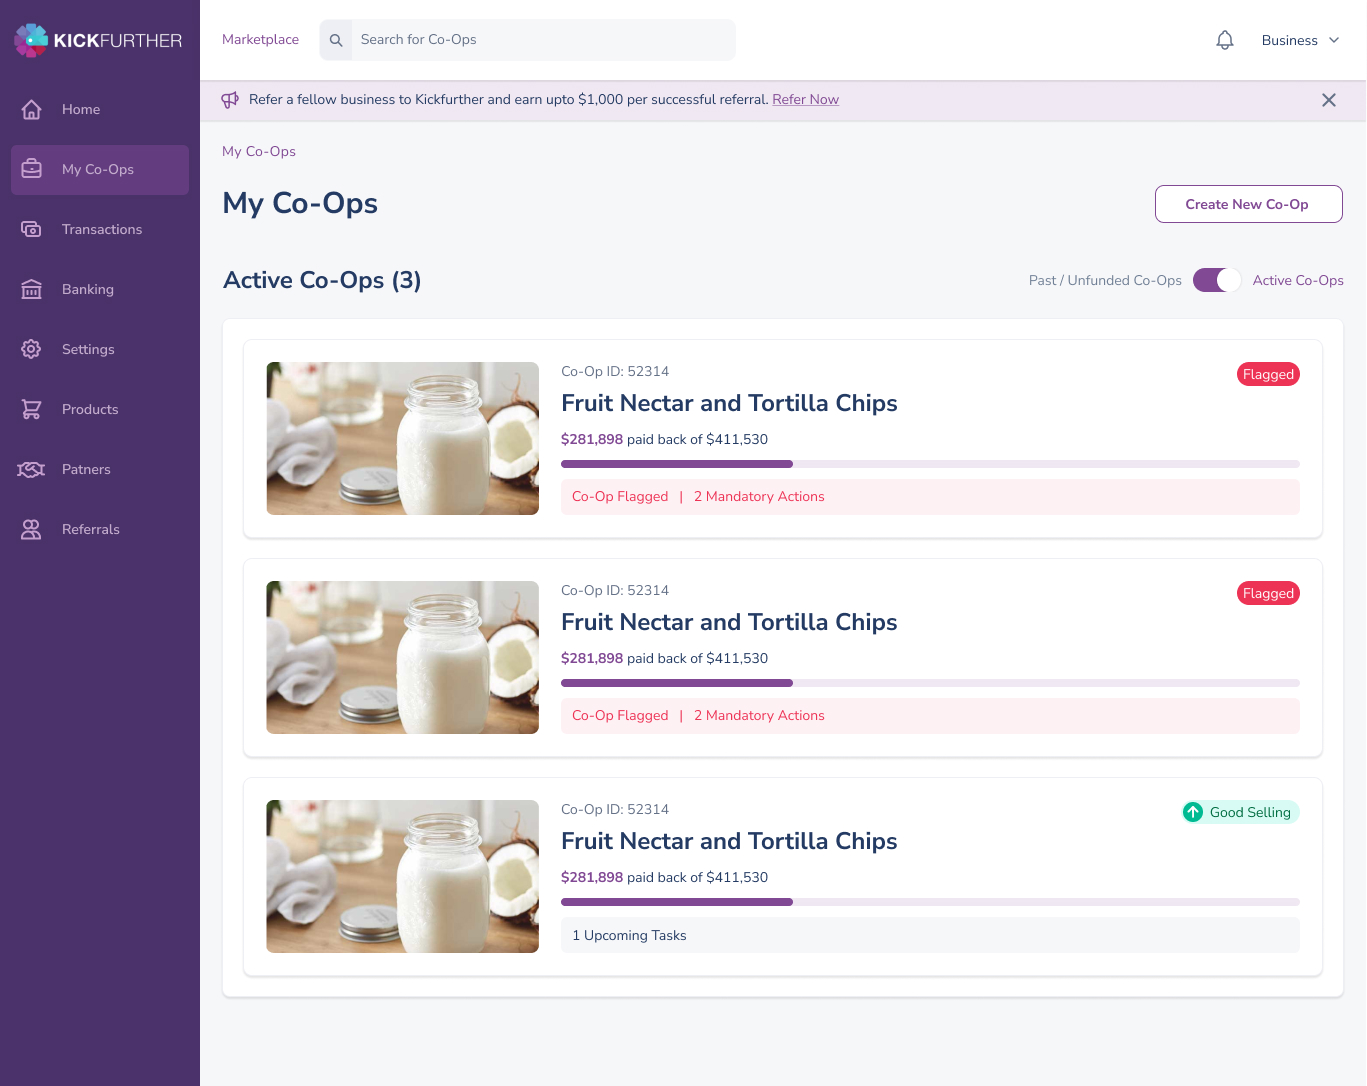 KICKFURTHER
Marketplace
Search for Co-Ops
Business
Refer a fellow business to Kickfurther and earn upto $1,000 per successful referral. Refer Now
Home
My Co-Ops
Transactions
Banking
Settings
Products
Patners
Referrals
My Co-Ops
My Co-Ops
Create New Co-Op
Active Co-Ops (3)
Past / Unfunded Co-Ops
Active Co-Ops
Co-Op ID: 52314
Flagged
Fruit Nectar and Tortilla Chips
$281,898 paid back of $411,530
Co-Op Flagged | 2 Mandatory Actions
Co-Op ID: 52314
Flagged
Fruit Nectar and Tortilla Chips
$281,898 paid back of $411,530
Co-Op Flagged | 2 Mandatory Actions
Co-Op ID: 52314
Good Selling
Fruit Nectar and Tortilla Chips
$281,898 paid back of $411,530
1 Upcoming Tasks